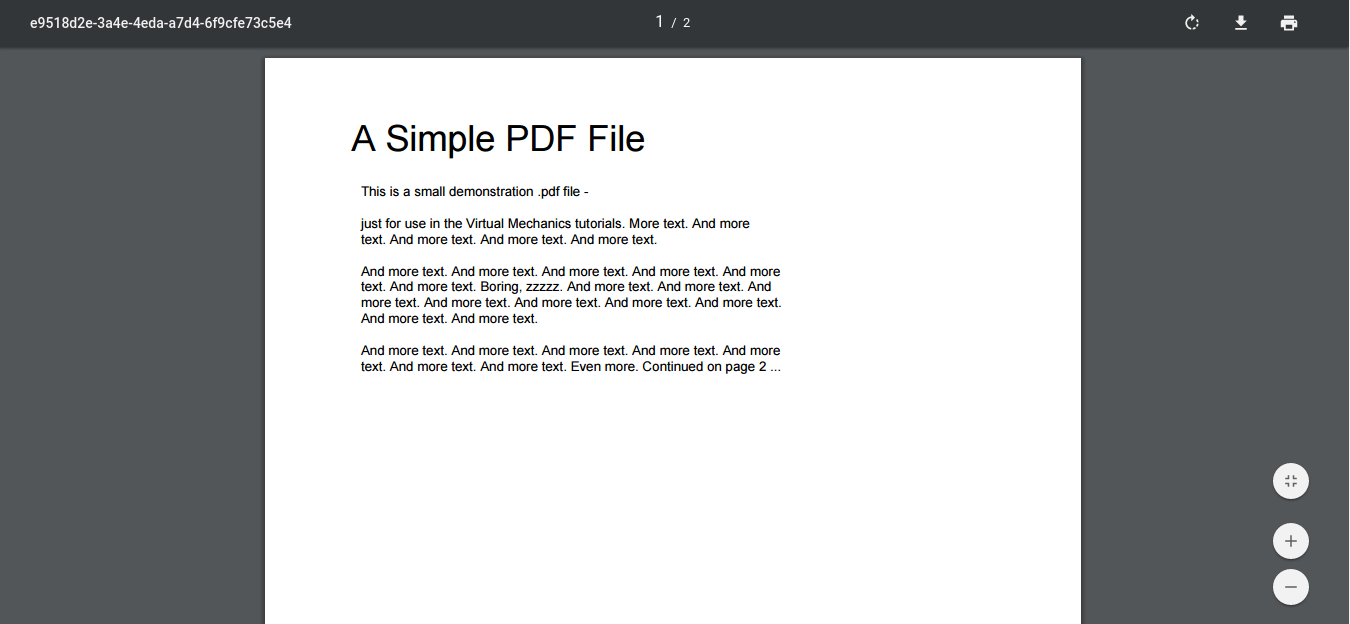 e9518d2e-3a4e-4eda-a7d4-6f9cfe73c5e4
1 / 2
A Simple PDF File
This is a small demonstration .pdf file -
just for use in the Virtual Mechanics tutorials. More text. And more
text. And more text. And more text. And more text.
And more text. And more text. And more text. And more text. And more
text. And more text. Boring, zzzzz. And more text. And more text. And
more text. And more text. And more text. And more text. And more text.
And more text. And more text.
And more text. And more text. And more text. And more text. And more
text. And more text. And more text. Even more. Continued on page 2 ...